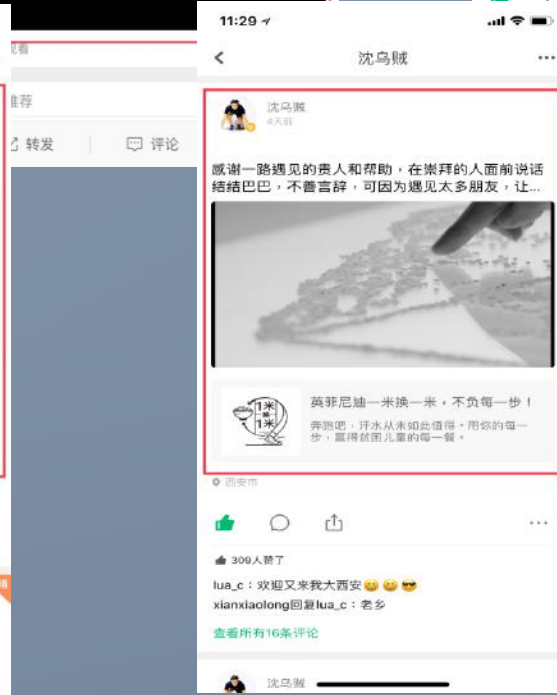 观看
推荐
转发
评论
11:29
沈乌贼
沈乌贼
4天前
感谢一路遇见的贵人和帮助，在崇拜的人面前说话
结结巴巴，不善言辞，可因为遇见太多朋友，让...
1米
1米
英菲尼迪一米换一米，不负每一步！
奔跑吧，汗水从未如此值得。用你的每一
步，赢得贫困儿童的每一餐。
西安市
309人赞了
lua_c：欢迎又来我大西安😀😀😎
xianxiaolong回复lua_c：老乡
查看所有16条评论
沈乌贼